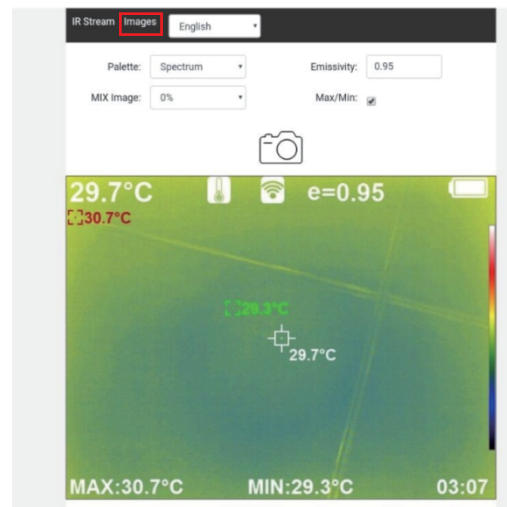 IR Stream Images English
Palette: Spectrum Emissivity: 0.95
MIX Image: 0% Max/Min:
29.7°C e=0.95
30.7°C
29.3°C
29.7°C
MAX:30.7°C MIN:29.3°C 03:07